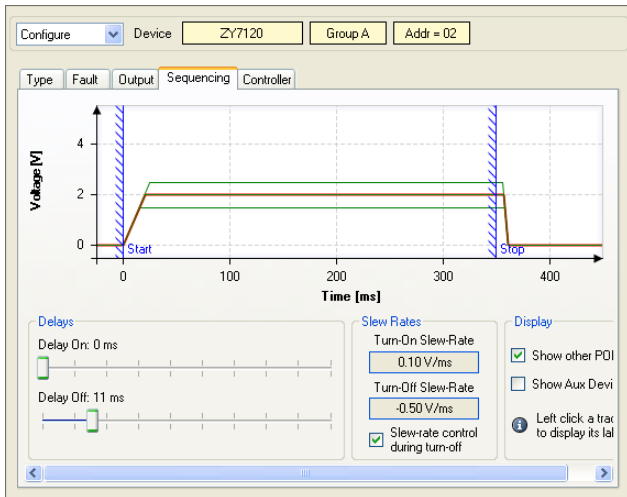 Configure Device ZY7120 Group A Addr = 02
Type Fault Output Sequencing Controller
Voltage [V]
4
2
0
Start
Stop
0 100 200 300 400
Time [ms]
Delays
Delay On: 0 ms
Delay Off: 11 ms
Slew Rates
Turn-On Slew-Rate
0.10 V/ms
Turn-Off Slew-Rate
-0.50 V/ms
Slew-rate control
during turn-off
Display
Show other POI
Show Aux Devi
Left click a trac
to display its lal